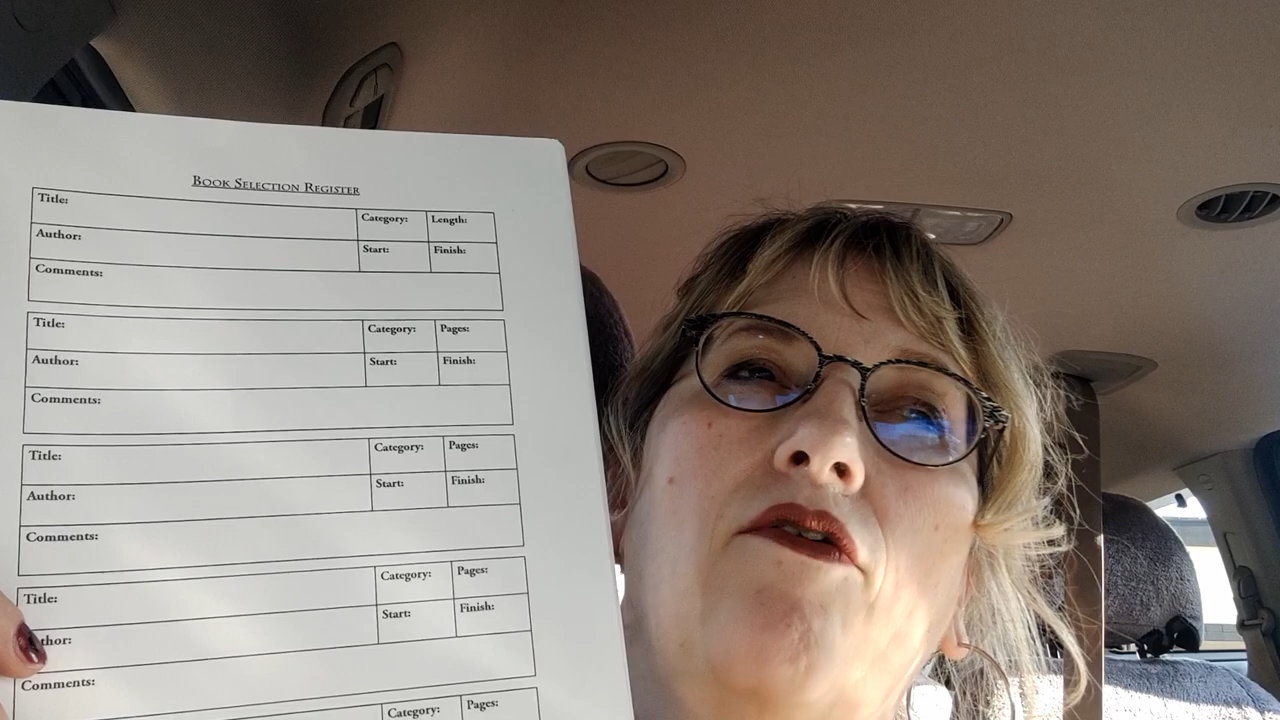 Book Selection Register
Title:
Category: Length:
Author:
Start: Finish:
Comments:
Title:
Category: Pages:
Author:
Start: Finish:
Comments:
Title:
Category: Pages:
Author:
Start: Finish:
Comments:
Title:
Category: Pages:
thor:
Start: Finish:
Comments:
Category: Pages: